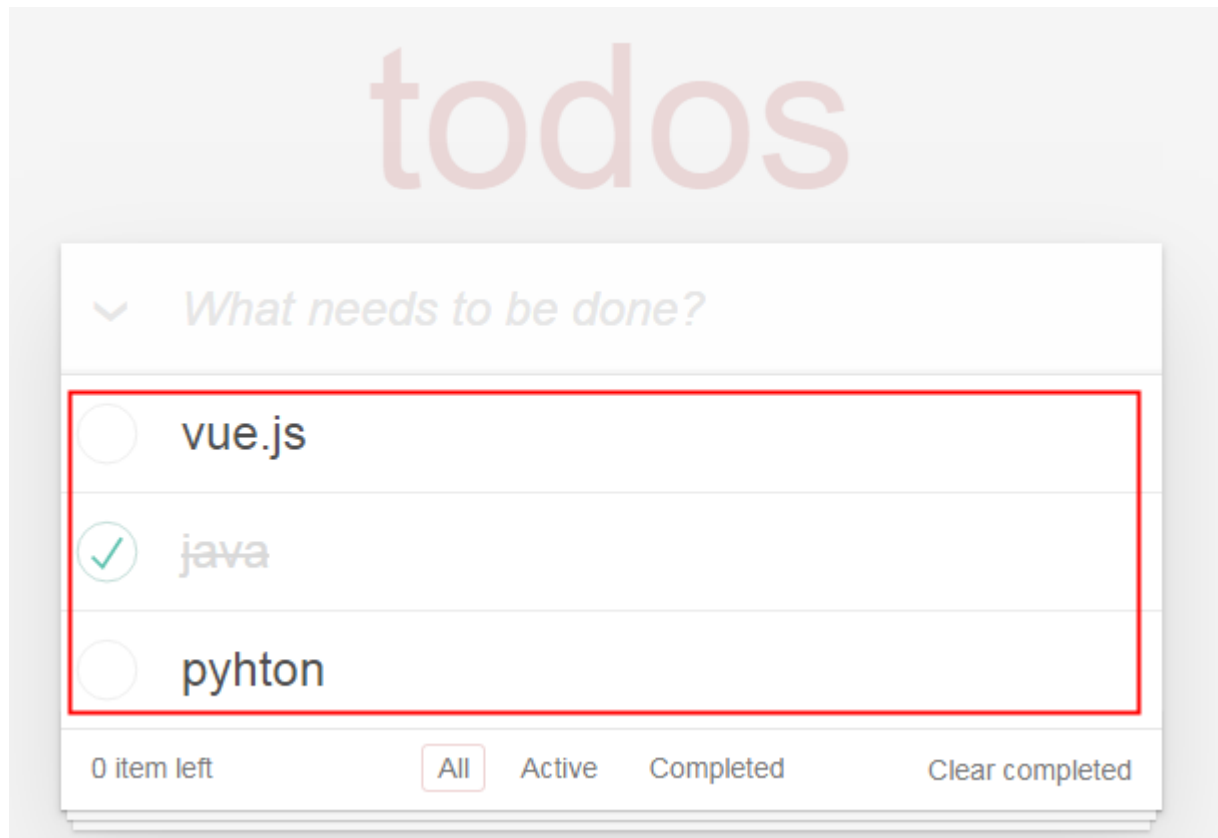 todos
What needs to be done?
vue.js
java
pyhton
0 item left All Active Completed Clear completed